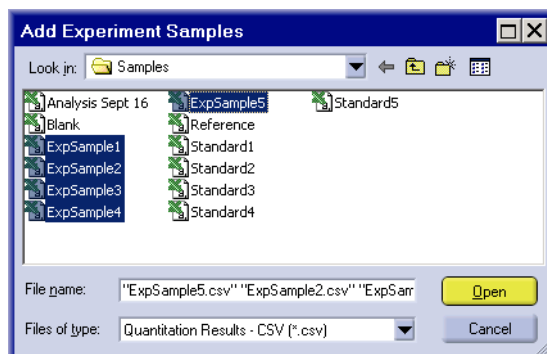 Add Experiment Samples
Look in: Samples
Analysis Sept 16 ExpSample5 Standard5
Blank Reference
ExpSample1 Standard1
ExpSample2 Standard2
ExpSample3 Standard3
ExpSample4 Standard4
File name: "ExpSample5.csv" "ExpSample2.csv" "ExpSam
Open
Files of type: Quantitation Results - CSV (*.csv)
Cancel